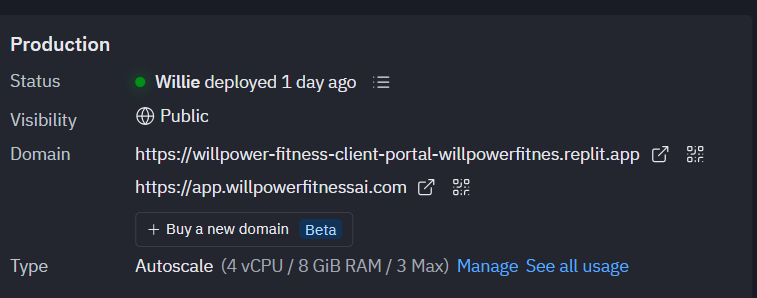 Production
Status Willie deployed 1 day ago
Visibility Public
Domain https://willpower-fitness-client-portal-willpowerfitnes.replit.app
https://app.willpowerfitnessai.com
+ Buy a new domain Beta
Type Autoscale (4 vCPU / 8 GiB RAM / 3 Max) Manage See all usage